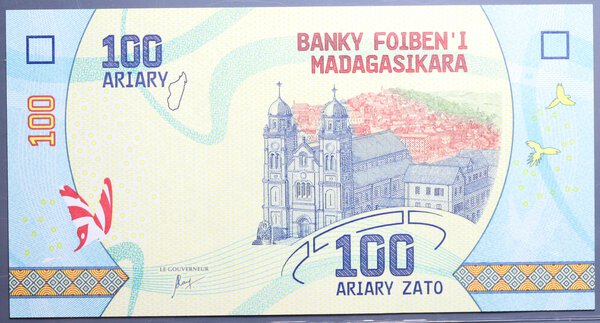 100
ARIARY
BANKY FOIBEN'I
MADAGASIKARA
100
LE GOUVERNEUR
100
ARIARY ZATO